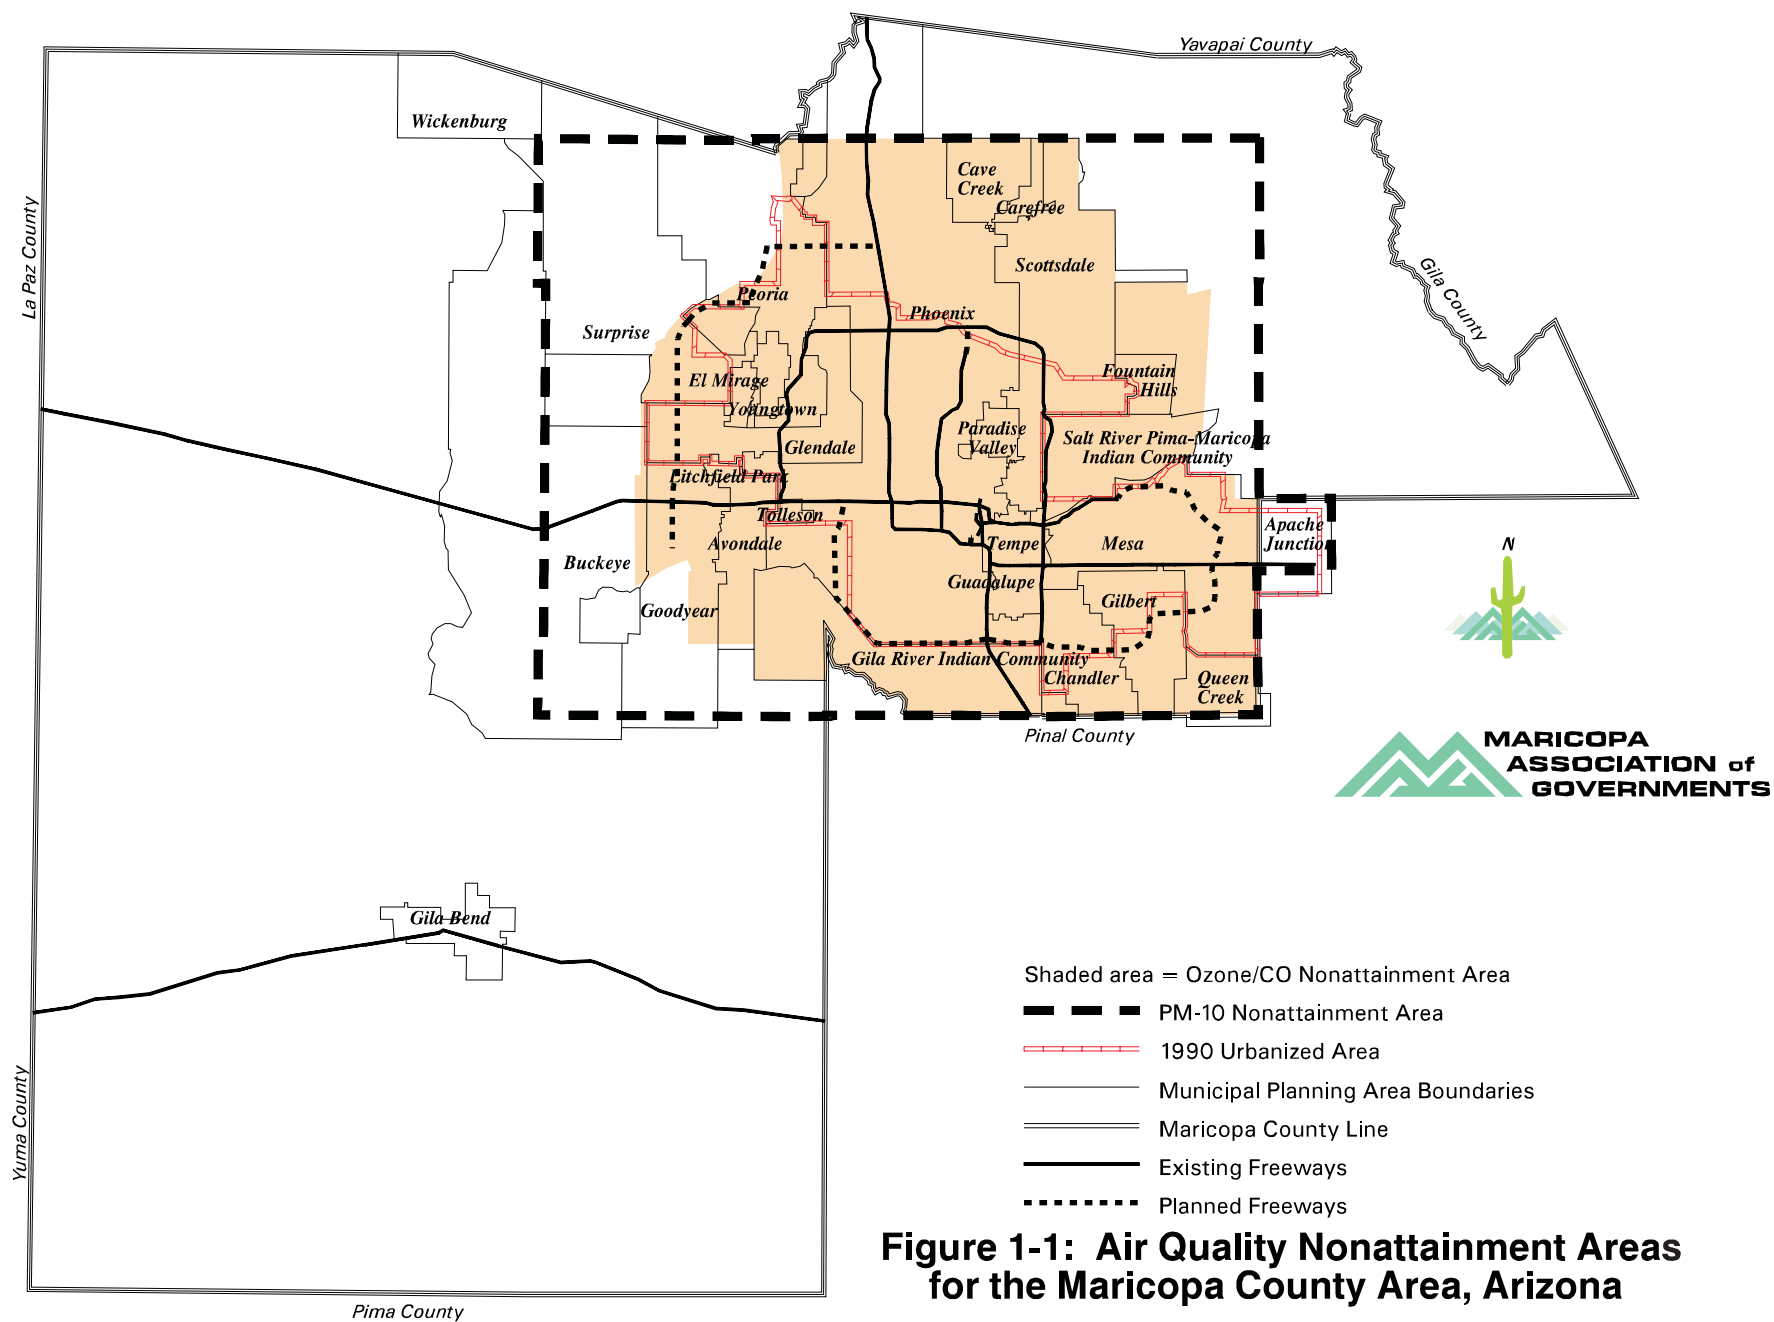 Yavapai County
Wickenburg
Cave
Creek
Carefree
La Paz County
Scottsdale
Gila County
Peoria
Phoenix
Surprise
El Mirage
Fountain
Hills
Youngtown
Paradise
Valley
Glendale
Salt River Pima-Maricopa
Indian Community
Litchfield Park
Tolleson
Apache
Junction
Avondale
Tempe
Mesa
N
Buckeye
Guadalupe
Goodyear
Gilbert
Gila River Indian Community
Chandler
Queen
Creek
Pinal County
MARICOPA
ASSOCIATION of
GOVERNMENTS
Gila Bend
Shaded area = Ozone/CO Nonattainment Area
PM-10 Nonattainment Area
1990 Urbanized Area
Municipal Planning Area Boundaries
Maricopa County Line
Existing Freeways
Planned Freeways
Yuma County
Figure 1-1: Air Quality Nonattainment Areas
for the Maricopa County Area, Arizona
Pima County